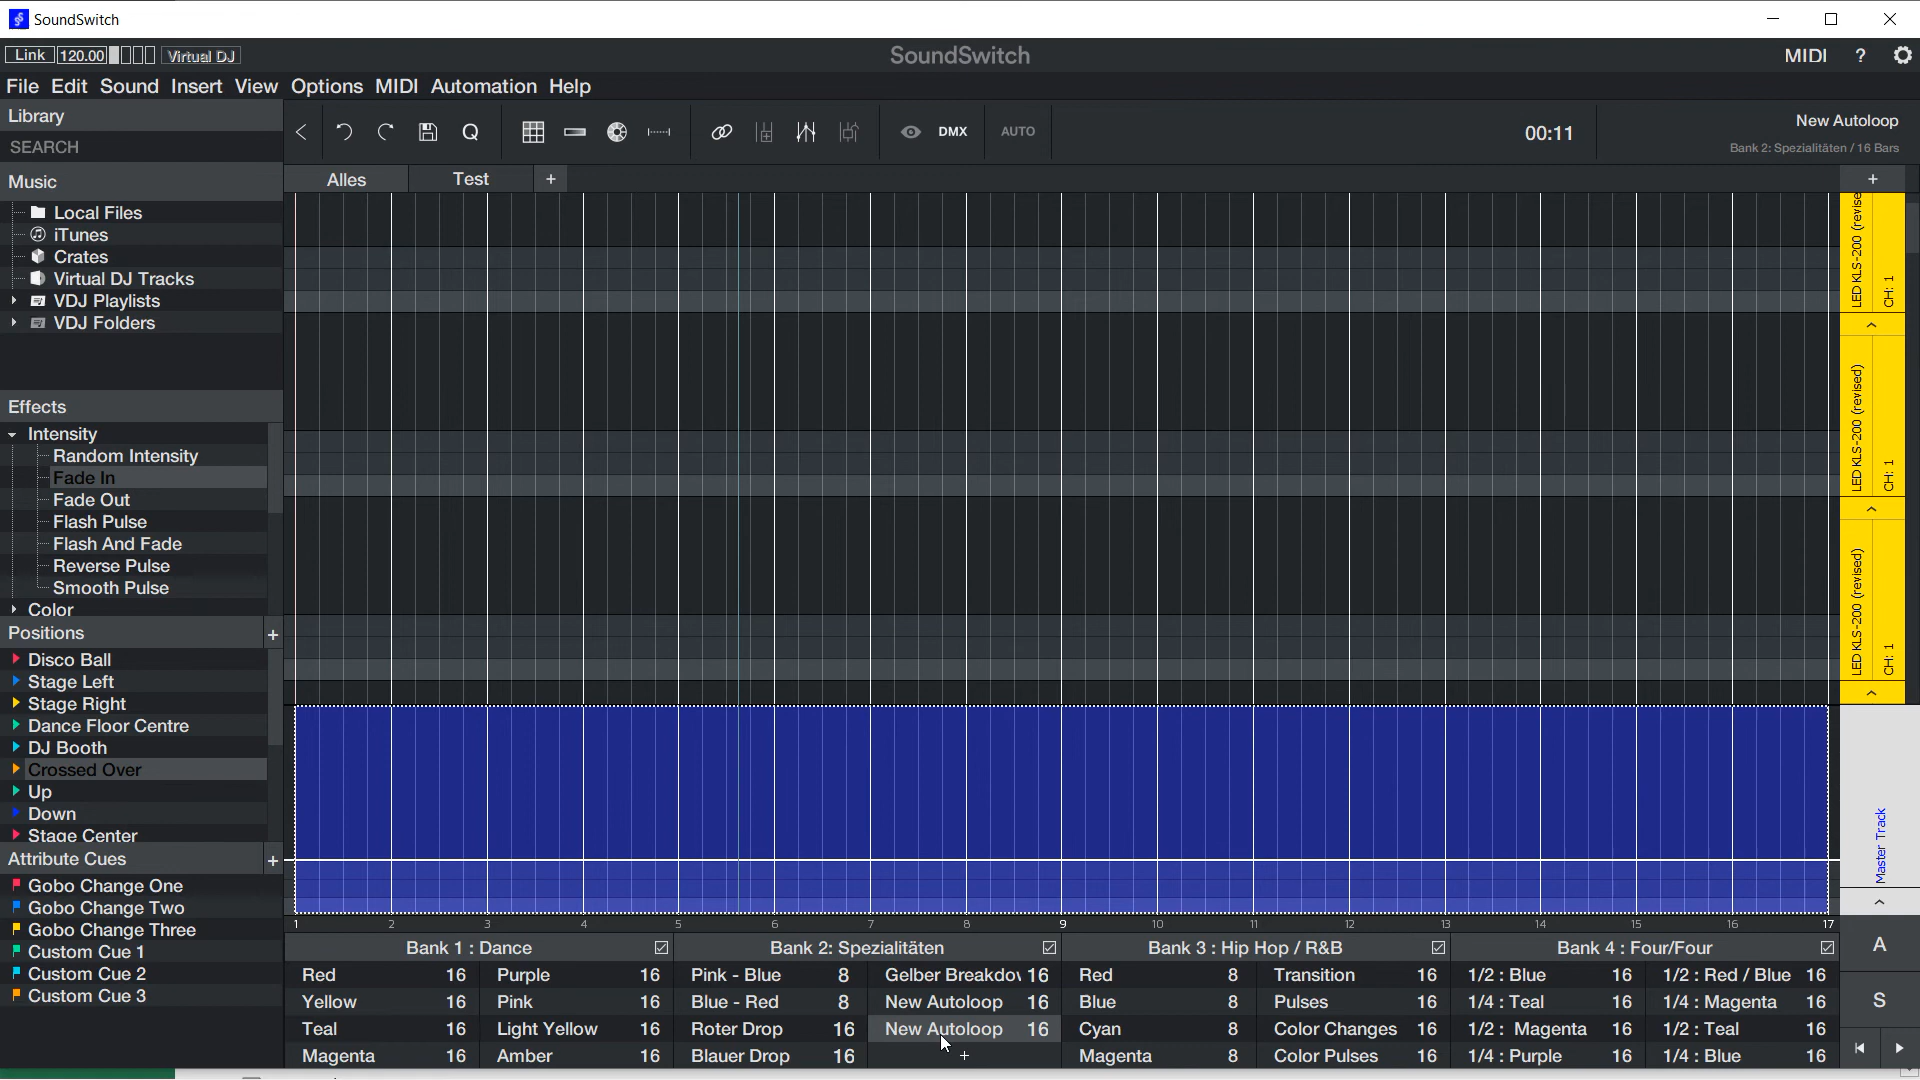 SoundSwitch
Link 120.00 Virtual DJ SoundSwitch MIDI ?
File Edit Sound Insert View Options MIDI Automation Help
Library
SEARCH
Q DMX AUTO 00:11
New Autoloop
Bank 2: Spezialitäten / 16 Bars
Alles Test + +
Music
Local Files
iTunes
Crates
Virtual DJ Tracks
VDJ Playlists
VDJ Folders
Effects
Intensity
Random Intensity
Fade In
Fade Out
Flash Pulse
Flash And Fade
Reverse Pulse
Smooth Pulse
Color
Positions +
Disco Ball
Stage Left
Stage Right
Dance Floor Centre
DJ Booth
Crossed Over
Up
Down
Stage Center
Attribute Cues +
Gobo Change One
Gobo Change Two
Gobo Change Three
Custom Cue 1
Custom Cue 2
Custom Cue 3
LED KLS-200 (revise
CH: 1
LED KLS-200 (revised)
CH: 1
LED KLS-200 (revised)
CH: 1
Master Track
1 2 3 4 5 6 7 8 9 10 11 12 13 14 15 16 17
Bank 1 : Dance Bank 2: Spezialitäten Bank 3 : Hip Hop / R&B Bank 4 : Four/Four A
Red 16 Purple 16 Pink - Blue 8 Gelber Breakdov 16 Red 8 Transition 16 1/2 : Blue 16 1/2 : Red / Blue 16
Yellow 16 Pink 16 Blue - Red 8 New Autoloop 16 Blue 8 Pulses 16 1/4 : Teal 16 1/4 : Magenta 16 S
Teal 16 Light Yellow 16 Roter Drop 16 New Autoloop 16 Cyan 8 Color Changes 16 1/2 : Magenta 16 1/2 : Teal 16
Magenta 16 Amber 16 Blauer Drop 16 + Magenta 8 Color Pulses 16 1/4 : Purple 16 1/4 : Blue 16